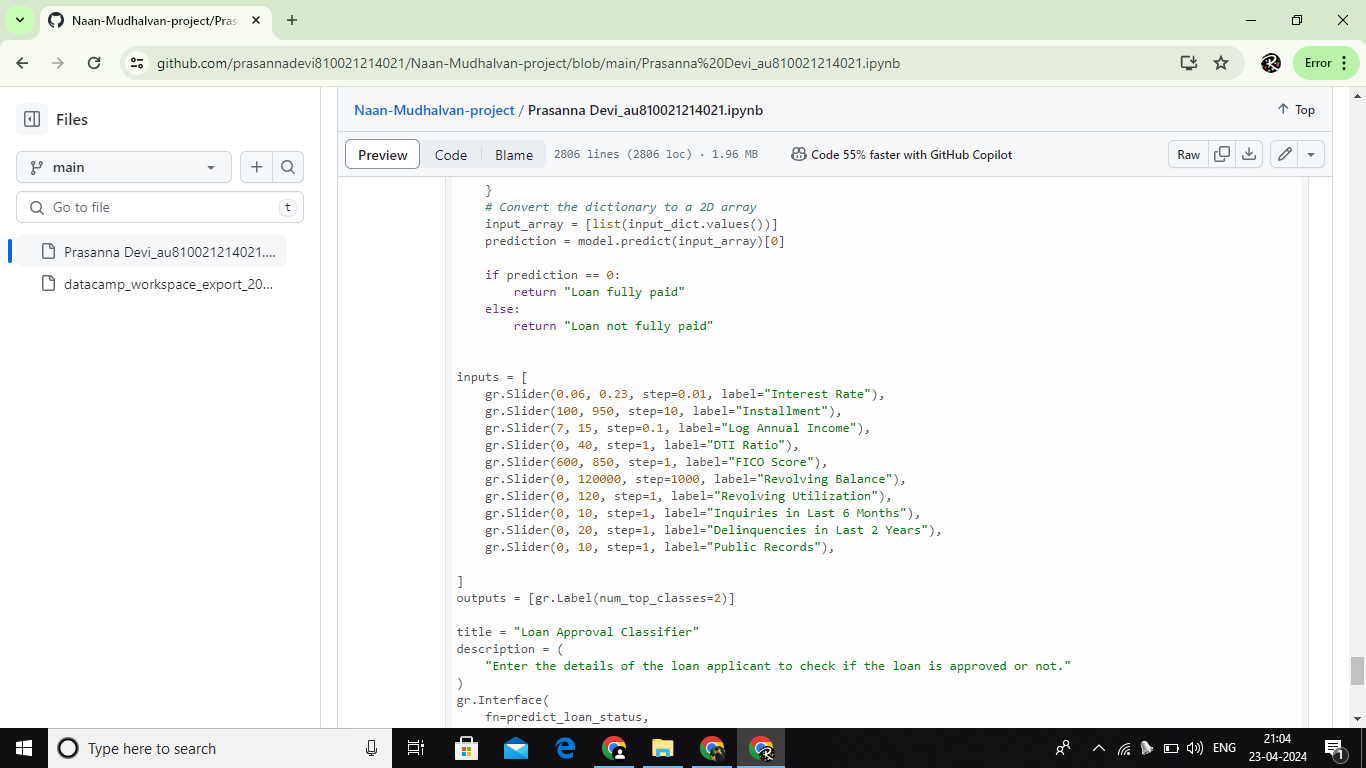 Naan-Mudhalvan-project/Pras
github.com/prasannadevi810021214021/Naan-Mudhalvan-project/blob/main/Prasanna%20Devi_au810021214021.ipynb
Error
Files
main
Go to file
t
Prasanna Devi_au810021214021....
datacamp_workspace_export_20...
Naan-Mudhalvan-project / Prasanna Devi_au810021214021.ipynb
Top
Preview Code Blame 2806 lines (2806 loc) · 1.96 MB Code 55% faster with GitHub Copilot Raw
}
# Convert the dictionary to a 2D array
input_array = [list(input_dict.values())]
prediction = model.predict(input_array)[0]
if prediction == 0:
return "Loan fully paid"
else:
return "Loan not fully paid"
inputs = [
gr.Slider(0.06, 0.23, step=0.01, label="Interest Rate"),
gr.Slider(100, 950, step=10, label="Installment"),
gr.Slider(7, 15, step=0.1, label="Log Annual Income"),
gr.Slider(0, 40, step=1, label="DTI Ratio"),
gr.Slider(600, 850, step=1, label="FICO Score"),
gr.Slider(0, 120000, step=1000, label="Revolving Balance"),
gr.Slider(0, 120, step=1, label="Revolving Utilization"),
gr.Slider(0, 10, step=1, label="Inquiries in Last 6 Months"),
gr.Slider(0, 20, step=1, label="Delinquencies in Last 2 Years"),
gr.Slider(0, 10, step=1, label="Public Records"),
]
outputs = [gr.Label(num_top_classes=2)]
title = "Loan Approval Classifier"
description = (
"Enter the details of the loan applicant to check if the loan is approved or not."
)
gr.Interface(
fn=predict_loan_status,
Type here to search
ENG
21:04
23-04-2024
1